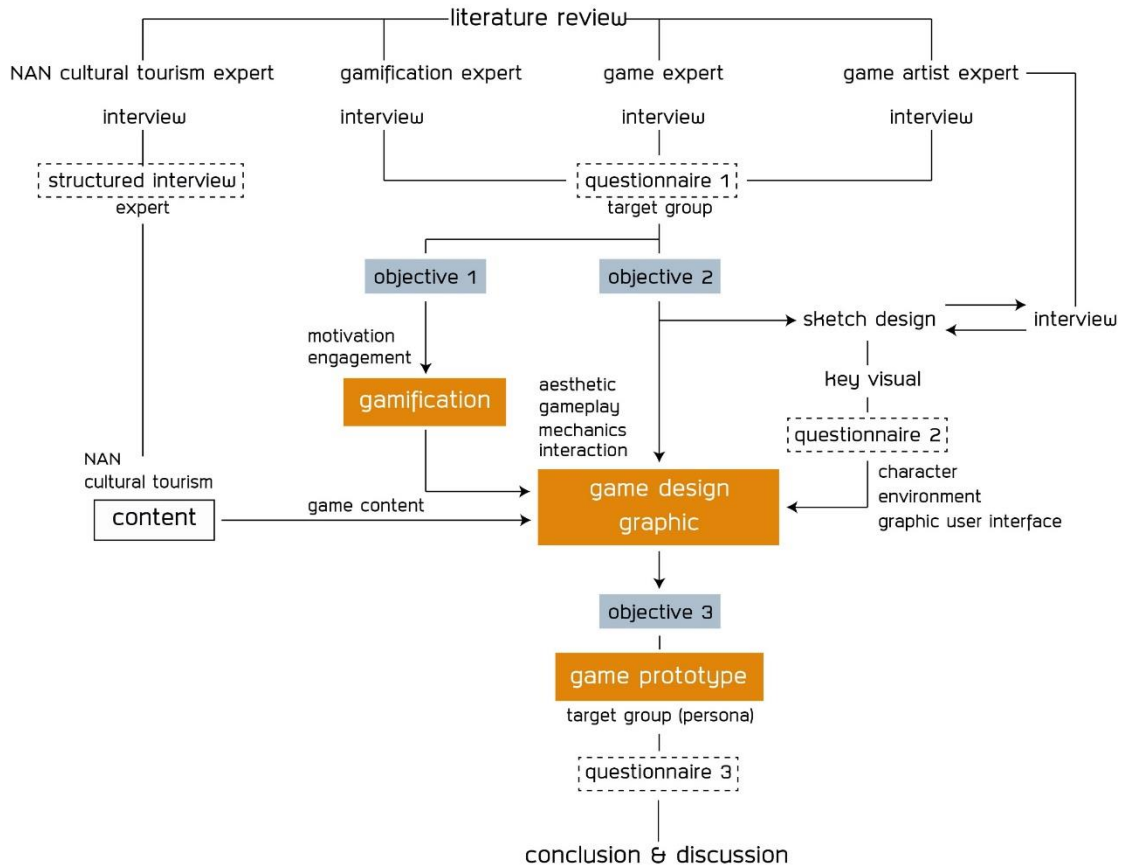 literature review
NAN cultural tourism expert
gamification expert
game expert
game artist expert
interview
interview
interview
interview
structured interview
expert
questionnaire 1
target group
objective 1
objective 2
sketch design
interview
motivation
engagement
key visual
gamification
aesthetic
gameplay
mechanics
interaction
questionnaire 2
NAN
cultural tourism
content
game content
game design
graphic
character
environment
graphic user interface
objective 3
game prototype
target group (persona)
questionnaire 3
conclusion & discussion